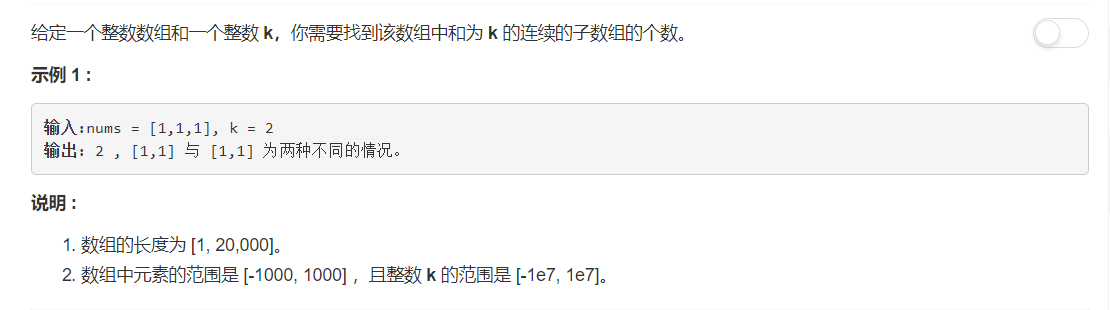 给定一个整数数组和一个整数 k，你需要找到该数组中和为 k 的连续的子数组的个数。
示例 1 :
输入:nums = [1,1,1], k = 2
输出: 2 , [1,1] 与 [1,1] 为两种不同的情况。
说明 :
1. 数组的长度为 [1, 20,000]。
2. 数组中元素的范围是 [-1000, 1000] ，且整数 k 的范围是 [-1e7, 1e7]。